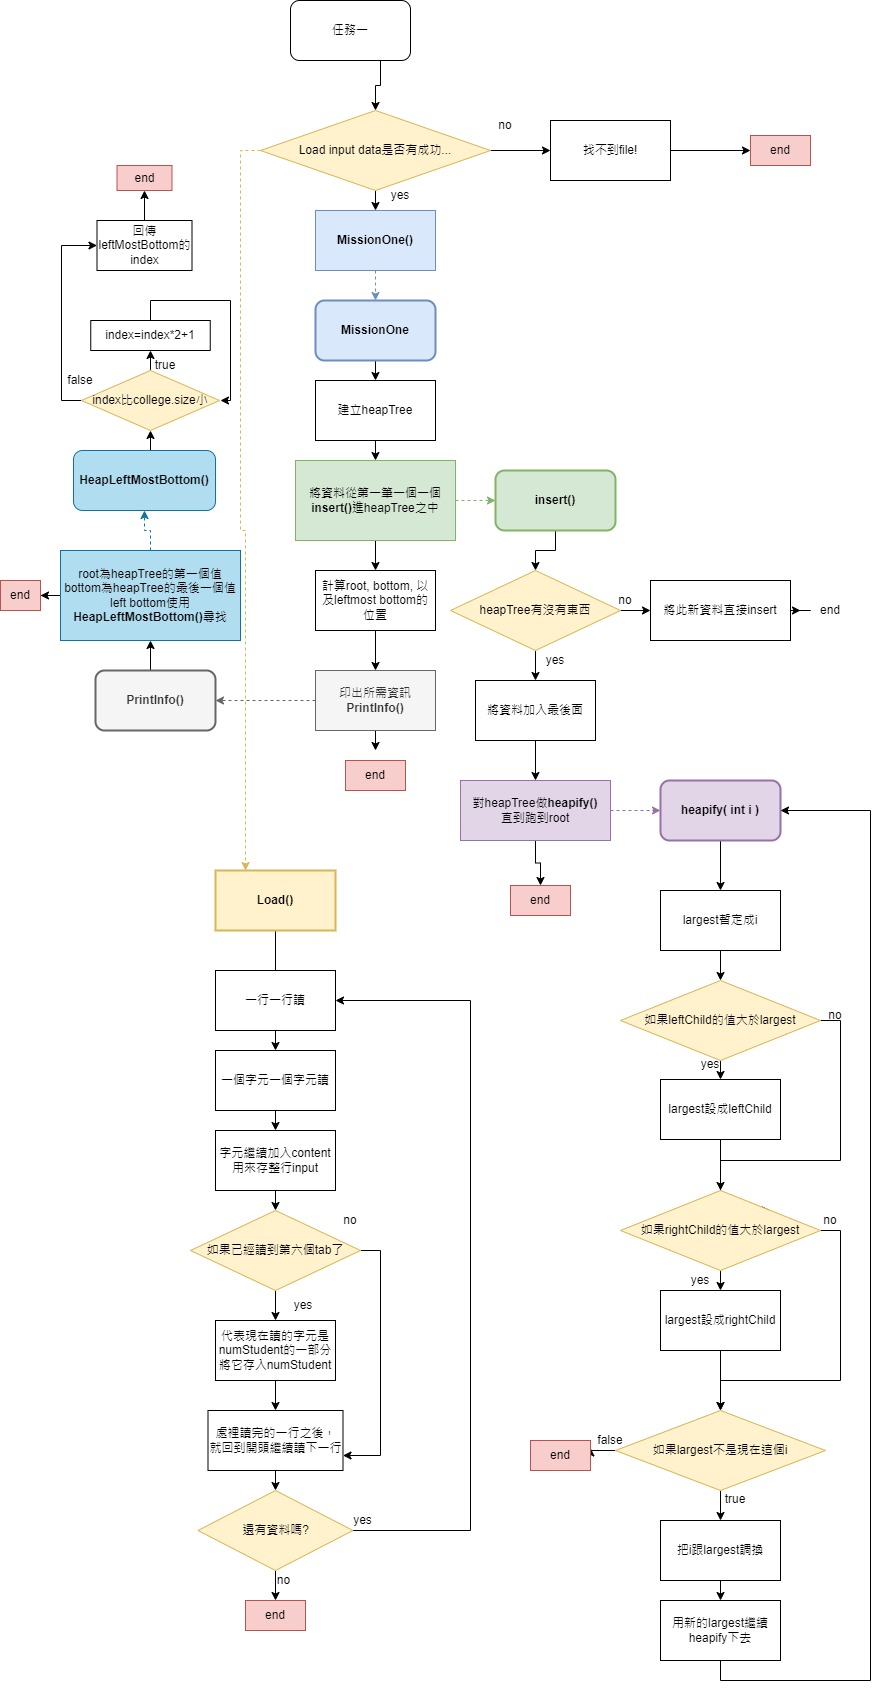 任務一
Load input data是否有成功...
no
找不到file!
end
yes
MissionOne()
MissionOne
建立heapTree
將資料從第一筆一個一個
insert()進heapTree之中
計算root, bottom, 以
及leftmost bottom的
位置
印出所需資訊
PrintInfo()
end
end
回傳
leftMostBottom的
index
index=index*2+1
true
false
index比college.size小
HeapLeftMostBottom()
root為heapTree的第一個值
bottom為heapTree的最後一個值
left bottom使用
HeapLeftMostBottom()尋找
end
PrintInfo()
insert()
heapTree有沒有東西
no
將此新資料直接insert
end
yes
將資料加入最後面
對heapTree做heapify()
直到跑到root
end
heapify( int i )
largest暫定成i
如果leftChild的值大於largest
no
yes
largest設成leftChild
如果rightChild的值大於largest
no
yes
largest設成rightChild
如果largest不是現在這個i
false
end
true
把i跟largest調換
用新的largest繼續
heapify下去
Load()
一行一行讀
一個字元一個字元讀
字元繼續加入content
用來存整行input
如果已經讀到第六個tab了
no
yes
代表現在讀的字元是
numStudent的一部分
將它存入numStudent
處裡讀完的一行之後，
就回到開頭繼續讀下一行
還有資料嗎?
yes
no
end